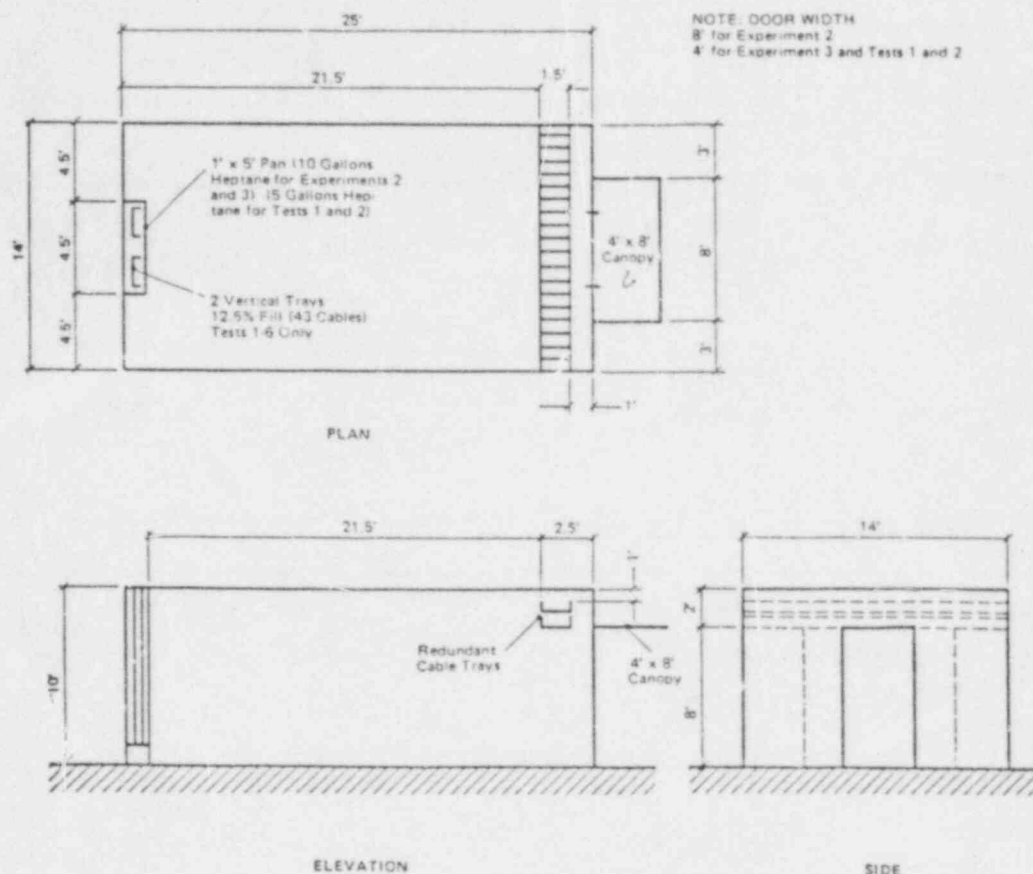 25'
NOTE: DOOR WIDTH
8' for Experiment 2
4' for Experiment 3 and Tests 1 and 2
21.5'
1.5'
4.5'
3'
1' x 5' Pan (10 Gallons
Heptane for Experiments 2
and 3) (5 Gallons Hep-
tane for Tests 1 and 2)
14'
4.5'
4' x 8'
Canopy
8'
2 Vertical Trays
12.5% Fill (43 Cables)
Tests 1-6 Only
4.5'
3'
1'
PLAN
21.5'
2.5'
14'
1'
2'
Redundant
Cable Trays
4' x 8'
Canopy
10'
8'
ELEVATION
SIDE